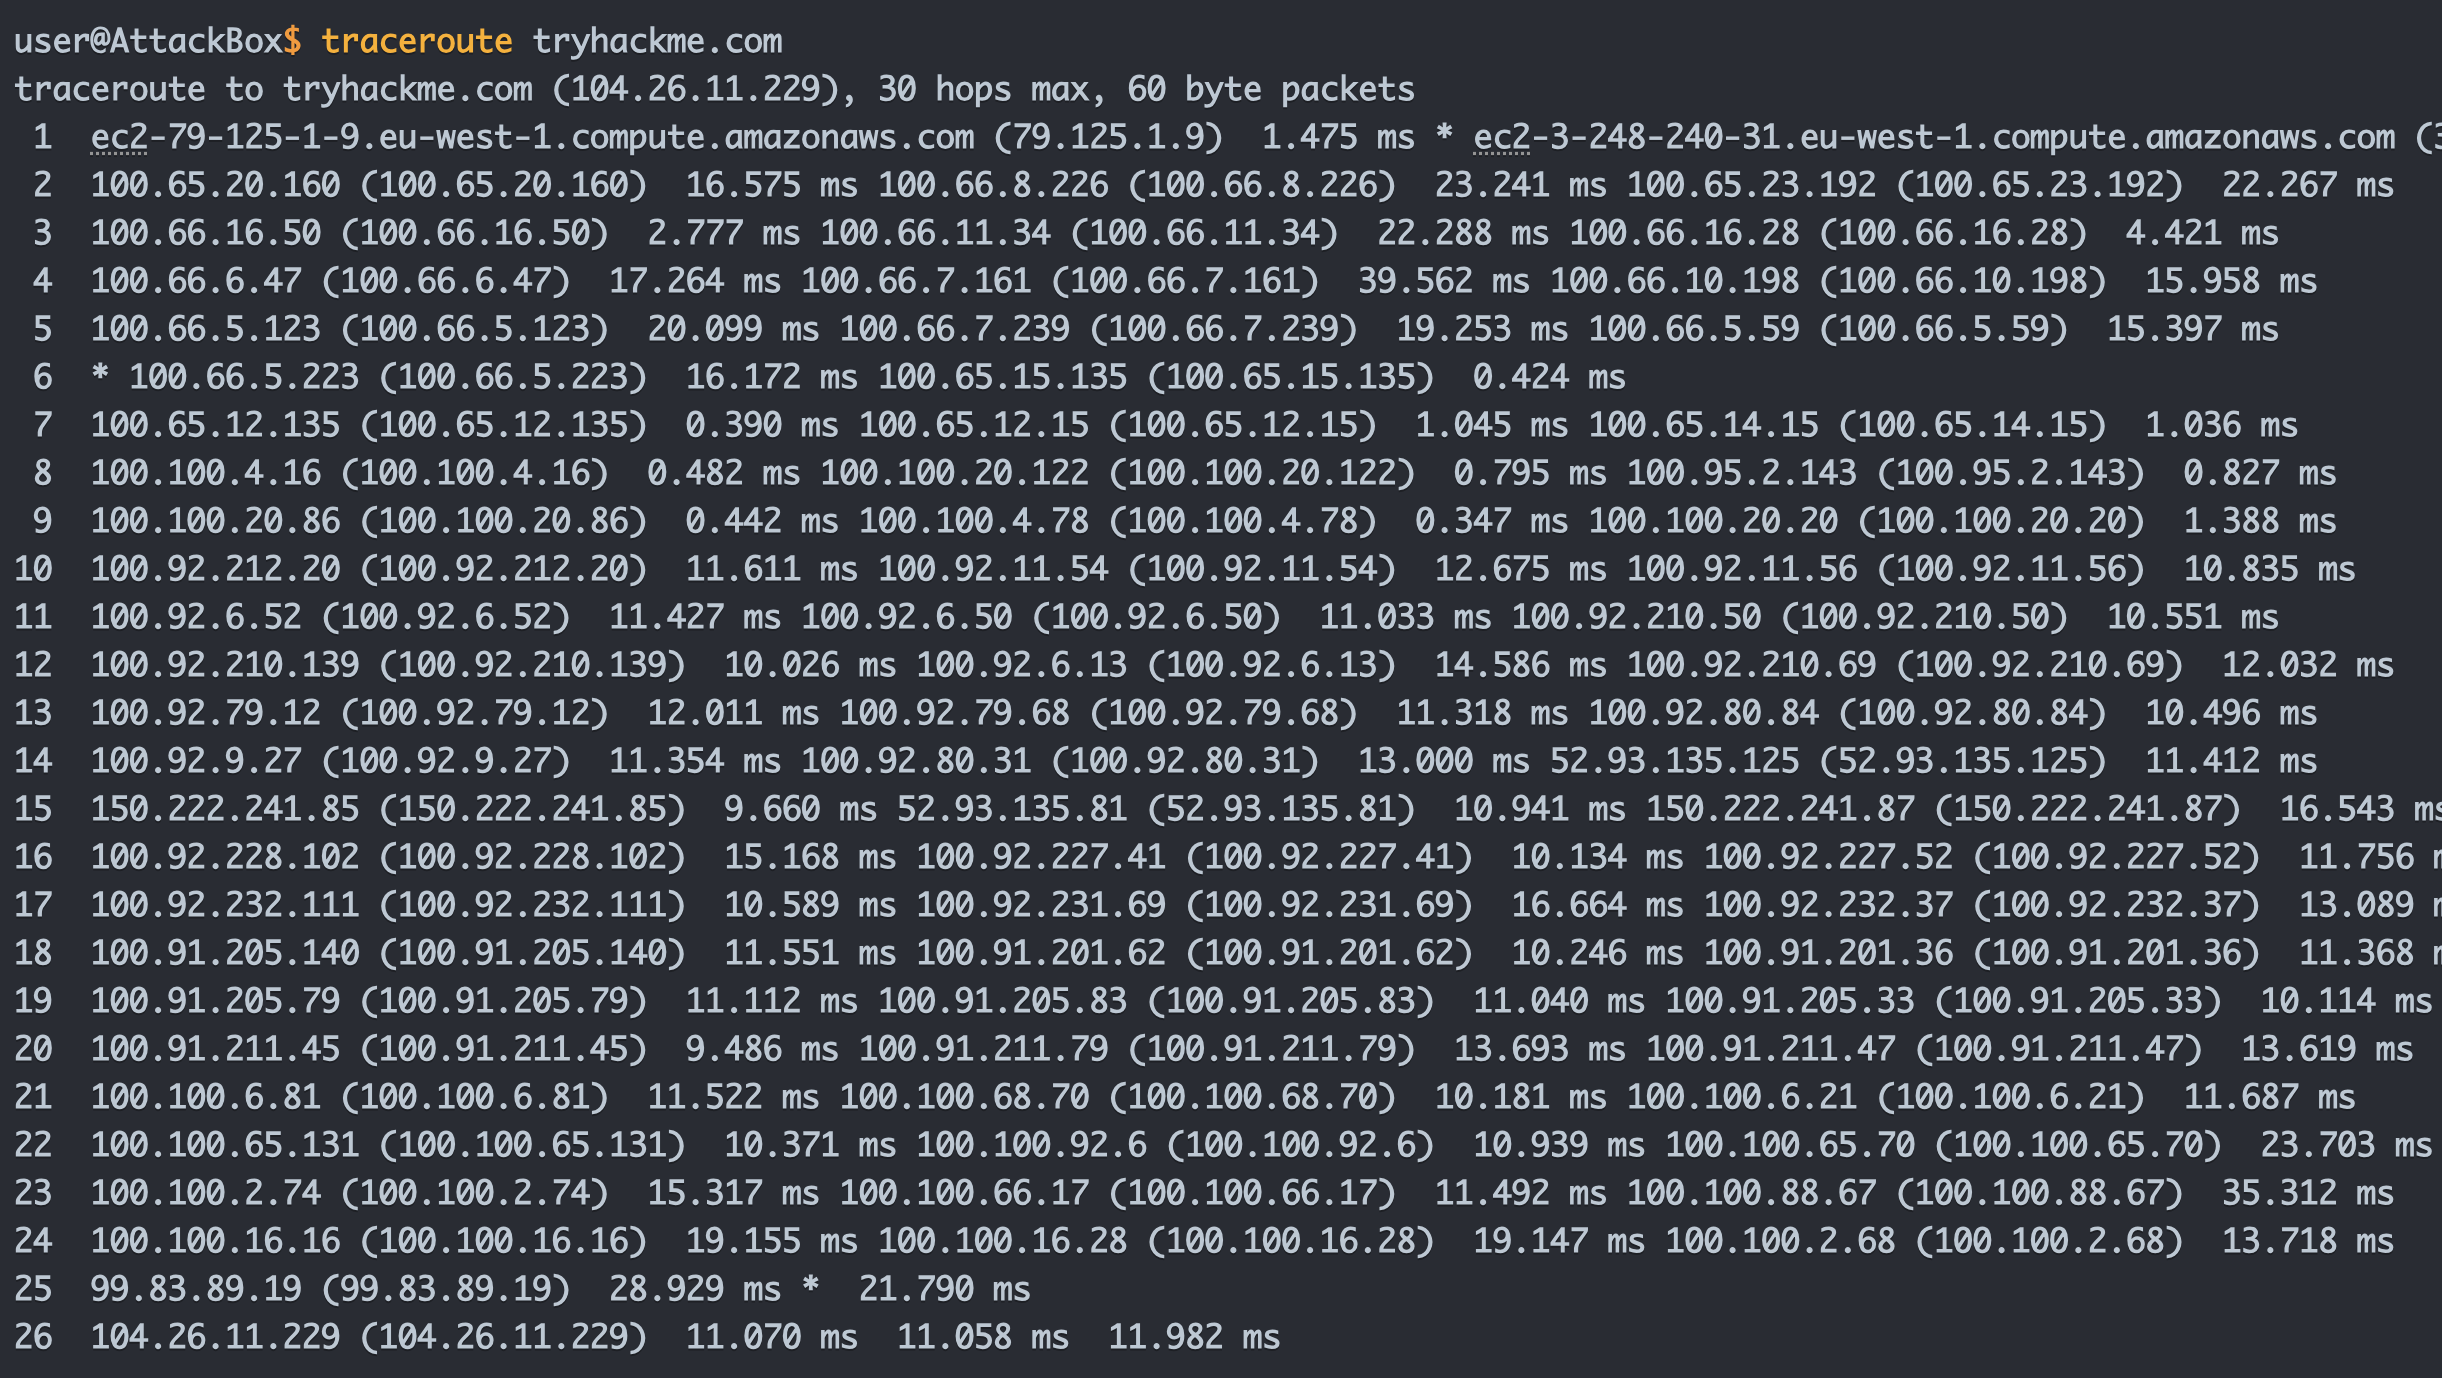 user@AttackBox$ traceroute tryhackme.com
traceroute to tryhackme.com (104.26.11.229), 30 hops max, 60 byte packets
 1  ec2-79-125-1-9.eu-west-1.compute.amazonaws.com (79.125.1.9)  1.475 ms * ec2-3-248-240-31.eu-west-1.compute.amazonaws.com (3
 2  100.65.20.160 (100.65.20.160)  16.575 ms 100.66.8.226 (100.66.8.226)  23.241 ms 100.65.23.192 (100.65.23.192)  22.267 ms
 3  100.66.16.50 (100.66.16.50)  2.777 ms 100.66.11.34 (100.66.11.34)  22.288 ms 100.66.16.28 (100.66.16.28)  4.421 ms
 4  100.66.6.47 (100.66.6.47)  17.264 ms 100.66.7.161 (100.66.7.161)  39.562 ms 100.66.10.198 (100.66.10.198)  15.958 ms
 5  100.66.5.123 (100.66.5.123)  20.099 ms 100.66.7.239 (100.66.7.239)  19.253 ms 100.66.5.59 (100.66.5.59)  15.397 ms
 6  * 100.66.5.223 (100.66.5.223)  16.172 ms 100.65.15.135 (100.65.15.135)  0.424 ms
 7  100.65.12.135 (100.65.12.135)  0.390 ms 100.65.12.15 (100.65.12.15)  1.045 ms 100.65.14.15 (100.65.14.15)  1.036 ms
 8  100.100.4.16 (100.100.4.16)  0.482 ms 100.100.20.122 (100.100.20.122)  0.795 ms 100.95.2.143 (100.95.2.143)  0.827 ms
 9  100.100.20.86 (100.100.20.86)  0.442 ms 100.100.4.78 (100.100.4.78)  0.347 ms 100.100.20.20 (100.100.20.20)  1.388 ms
10  100.92.212.20 (100.92.212.20)  11.611 ms 100.92.11.54 (100.92.11.54)  12.675 ms 100.92.11.56 (100.92.11.56)  10.835 ms
11  100.92.6.52 (100.92.6.52)  11.427 ms 100.92.6.50 (100.92.6.50)  11.033 ms 100.92.210.50 (100.92.210.50)  10.551 ms
12  100.92.210.139 (100.92.210.139)  10.026 ms 100.92.6.13 (100.92.6.13)  14.586 ms 100.92.210.69 (100.92.210.69)  12.032 ms
13  100.92.79.12 (100.92.79.12)  12.011 ms 100.92.79.68 (100.92.79.68)  11.318 ms 100.92.80.84 (100.92.80.84)  10.496 ms
14  100.92.9.27 (100.92.9.27)  11.354 ms 100.92.80.31 (100.92.80.31)  13.000 ms 52.93.135.125 (52.93.135.125)  11.412 ms
15  150.222.241.85 (150.222.241.85)  9.660 ms 52.93.135.81 (52.93.135.81)  10.941 ms 150.222.241.87 (150.222.241.87)  16.543 ms
16  100.92.228.102 (100.92.228.102)  15.168 ms 100.92.227.41 (100.92.227.41)  10.134 ms 100.92.227.52 (100.92.227.52)  11.756 m
17  100.92.232.111 (100.92.232.111)  10.589 ms 100.92.231.69 (100.92.231.69)  16.664 ms 100.92.232.37 (100.92.232.37)  13.089 m
18  100.91.205.140 (100.91.205.140)  11.551 ms 100.91.201.62 (100.91.201.62)  10.246 ms 100.91.201.36 (100.91.201.36)  11.368 m
19  100.91.205.79 (100.91.205.79)  11.112 ms 100.91.205.83 (100.91.205.83)  11.040 ms 100.91.205.33 (100.91.205.33)  10.114 ms
20  100.91.211.45 (100.91.211.45)  9.486 ms 100.91.211.79 (100.91.211.79)  13.693 ms 100.91.211.47 (100.91.211.47)  13.619 ms
21  100.100.6.81 (100.100.6.81)  11.522 ms 100.100.68.70 (100.100.68.70)  10.181 ms 100.100.6.21 (100.100.6.21)  11.687 ms
22  100.100.65.131 (100.100.65.131)  10.371 ms 100.100.92.6 (100.100.92.6)  10.939 ms 100.100.65.70 (100.100.65.70)  23.703 ms
23  100.100.2.74 (100.100.2.74)  15.317 ms 100.100.66.17 (100.100.66.17)  11.492 ms 100.100.88.67 (100.100.88.67)  35.312 ms
24  100.100.16.16 (100.100.16.16)  19.155 ms 100.100.16.28 (100.100.16.28)  19.147 ms 100.100.2.68 (100.100.2.68)  13.718 ms
25  99.83.89.19 (99.83.89.19)  28.929 ms *  21.790 ms
26  104.26.11.229 (104.26.11.229)  11.070 ms  11.058 ms  11.982 ms